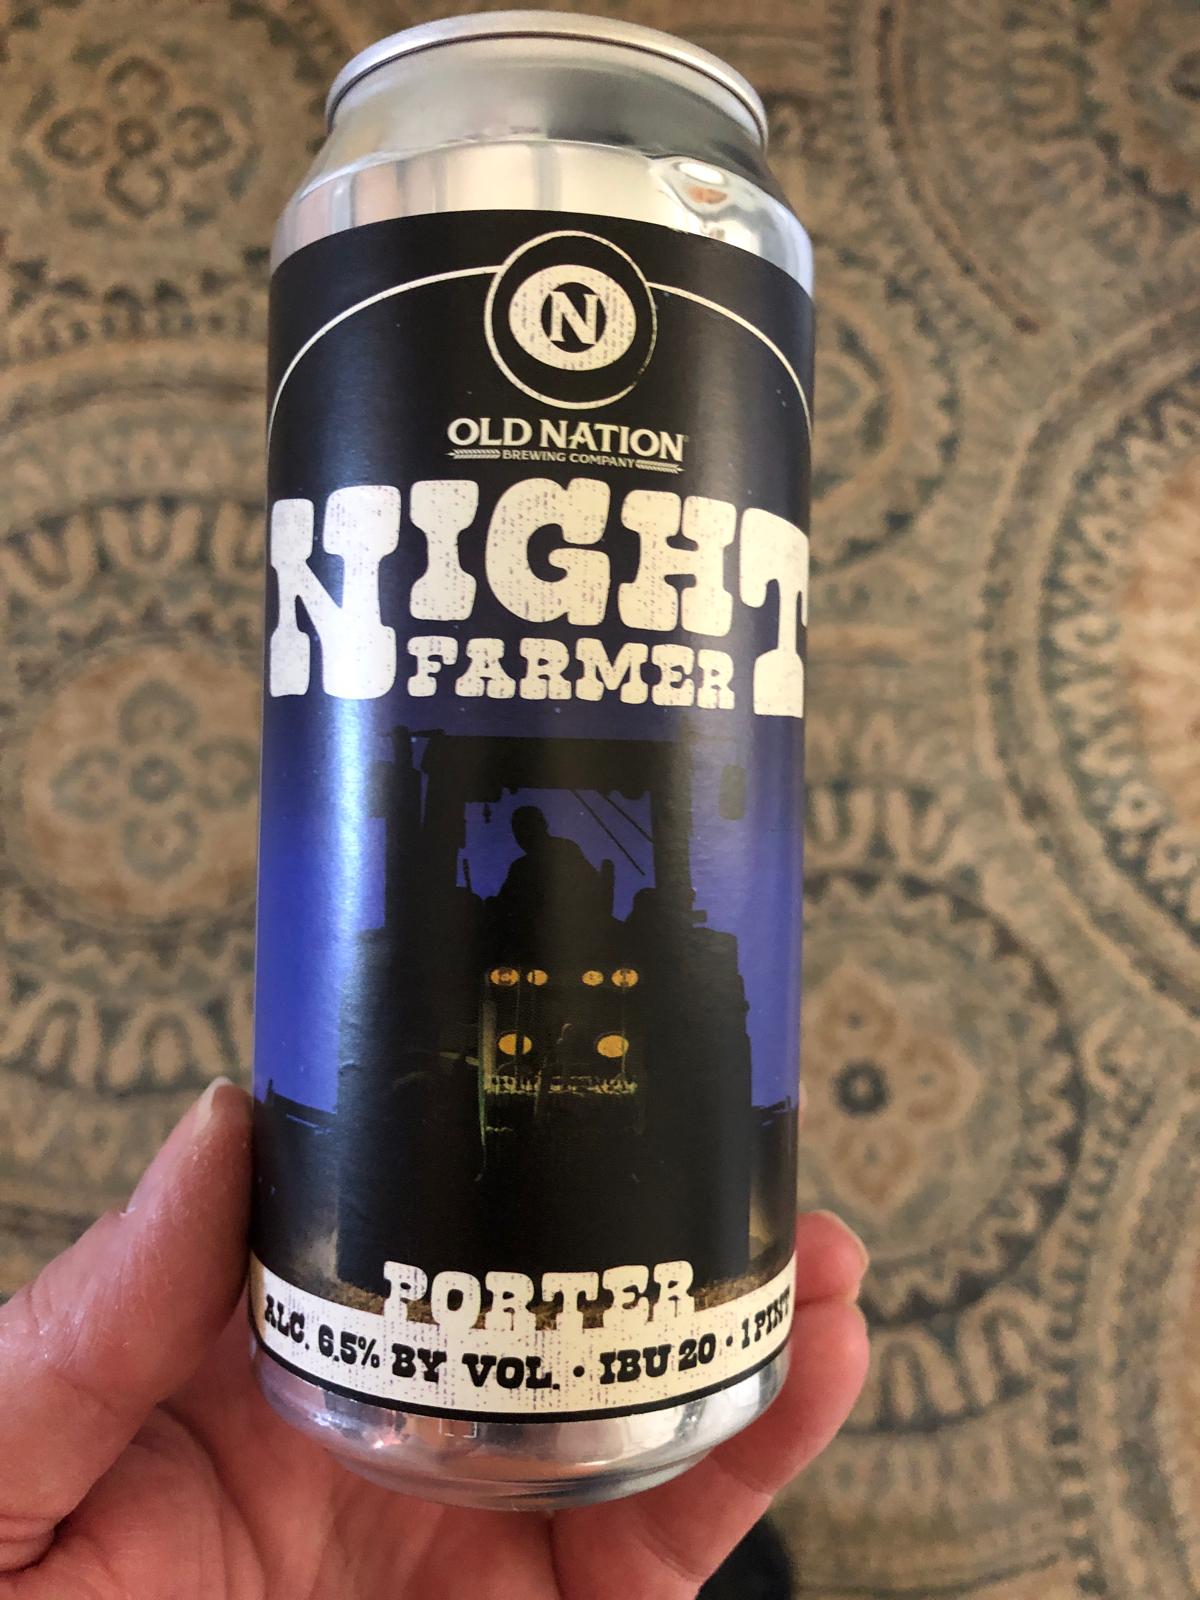 N
OLD NATION
BREWING COMPANY
NIGHT
FARMER
PORTER
ALC. 6.5% BY VOL. • IBU 20 • 1 PINT